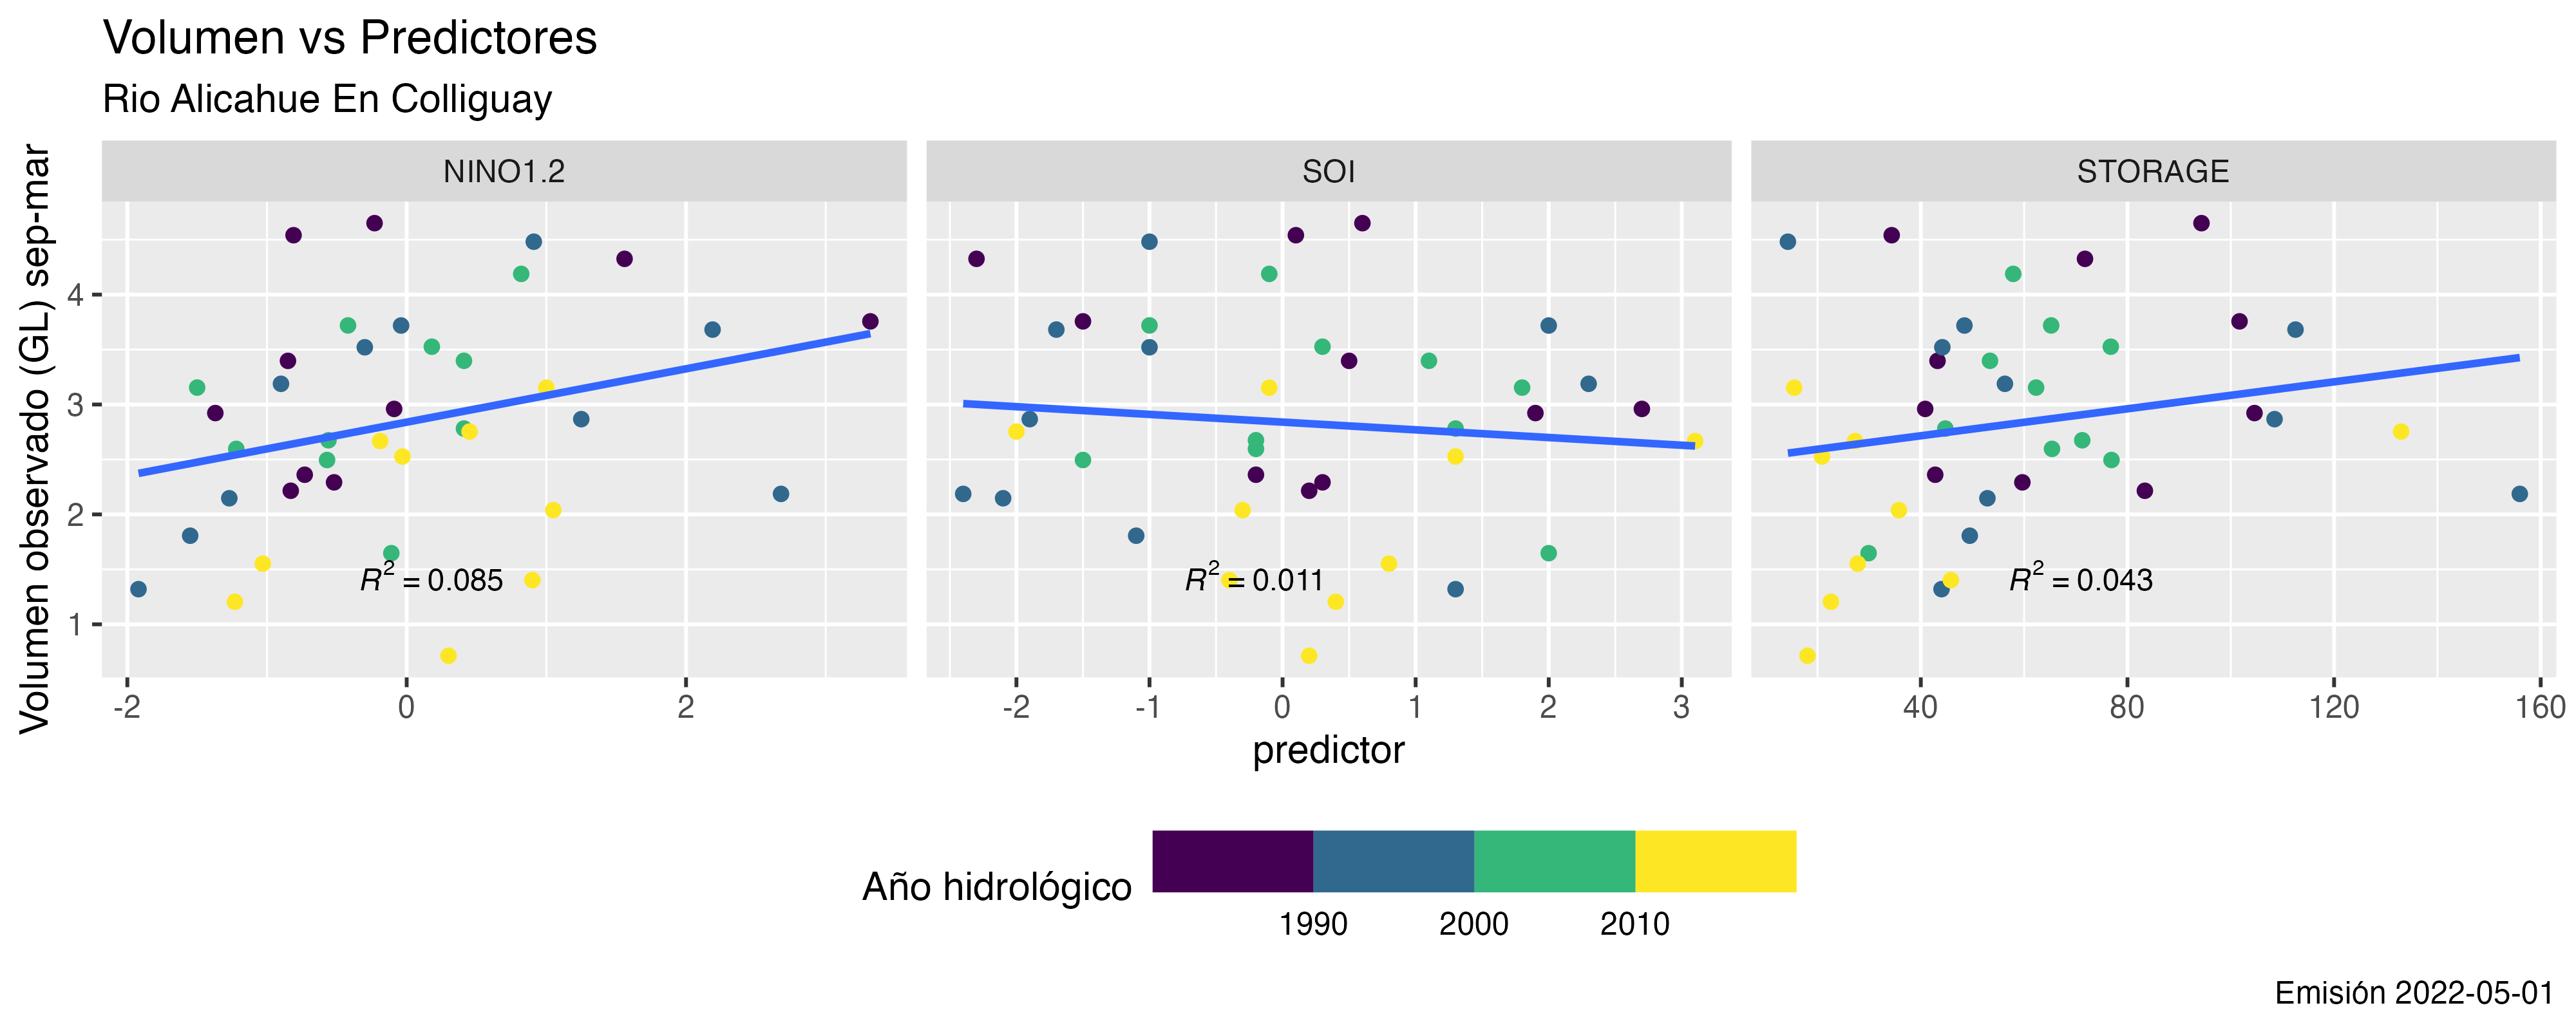 Volumen vs Predictores
Rio Alicahue En Colliguay
Volumen observado (GL) sep-mar
NINO1.2
SOI
STORAGE
4
3
2
1
R² = 0.085
R² = 0.011
R² = 0.043
-2 0 2
-2 -1 0 1 2 3
40 80 120 160
predictor
Año hidrológico
1990 2000 2010
Emisión 2022-05-01